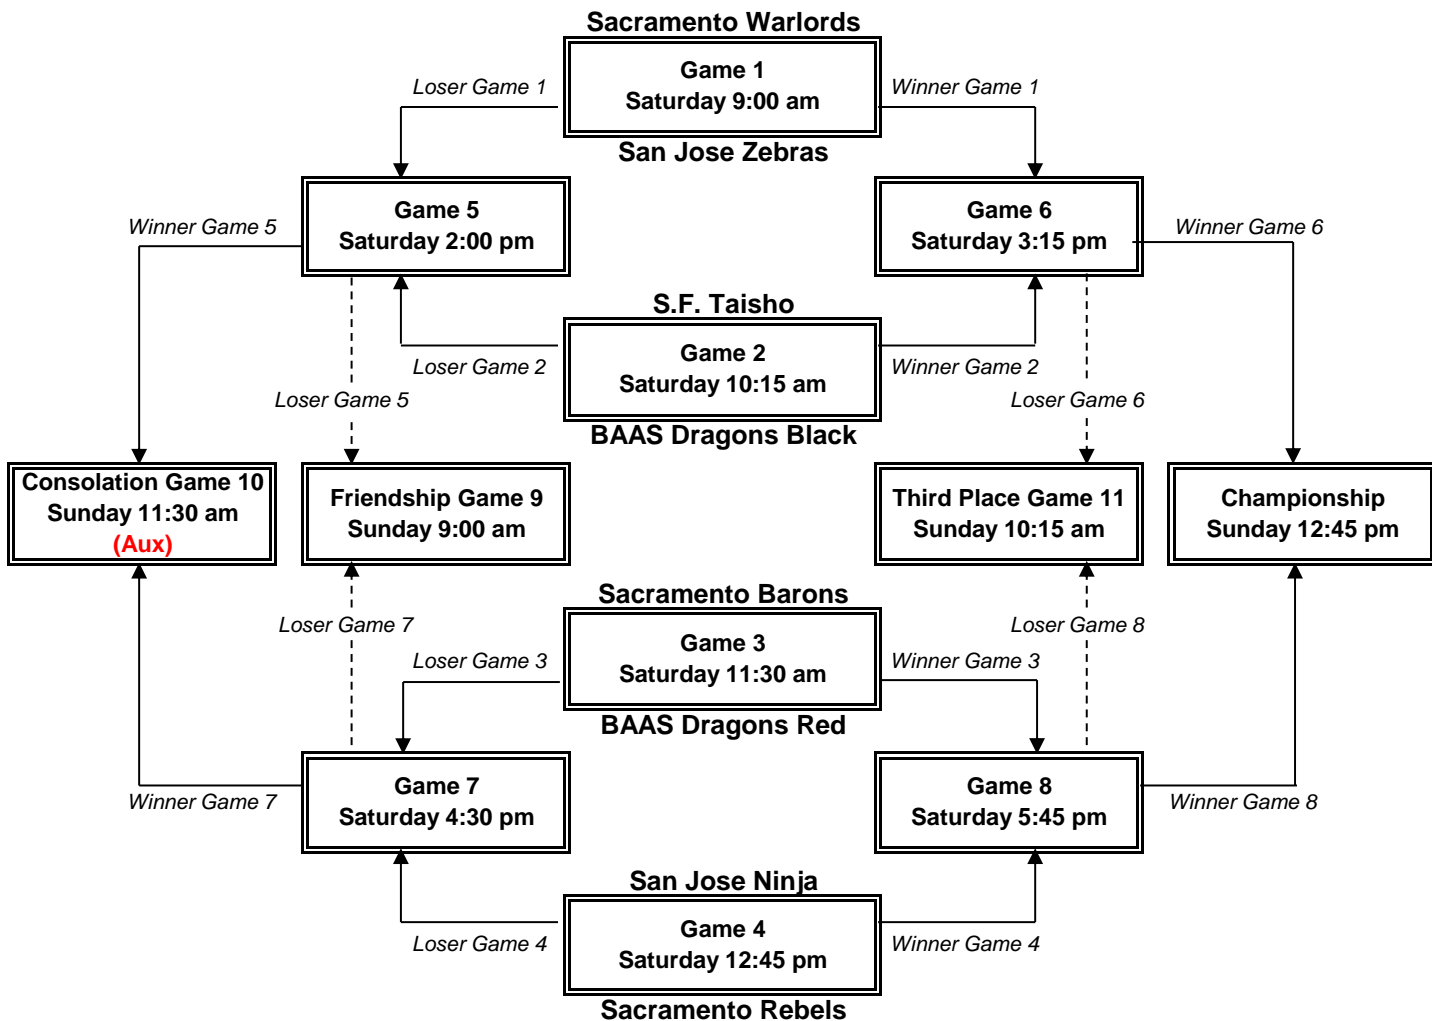 Sacramento Warlords
Game 1
Saturday 9:00 am
Loser Game 1
Winner Game 1
San Jose Zebras
Game 5
Saturday 2:00 pm
Game 6
Saturday 3:15 pm
Winner Game 5
Winner Game 6
S.F. Taisho
Game 2
Saturday 10:15 am
Loser Game 2
Winner Game 2
Loser Game 5
Loser Game 6
BAAS Dragons Black
Consolation Game 10
Sunday 11:30 am
(Aux)
Friendship Game 9
Sunday 9:00 am
Third Place Game 11
Sunday 10:15 am
Championship
Sunday 12:45 pm
Sacramento Barons
Loser Game 7
Loser Game 8
Game 3
Saturday 11:30 am
Loser Game 3
Winner Game 3
BAAS Dragons Red
Game 7
Saturday 4:30 pm
Game 8
Saturday 5:45 pm
Winner Game 7
Winner Game 8
San Jose Ninja
Game 4
Saturday 12:45 pm
Loser Game 4
Winner Game 4
Sacramento Rebels